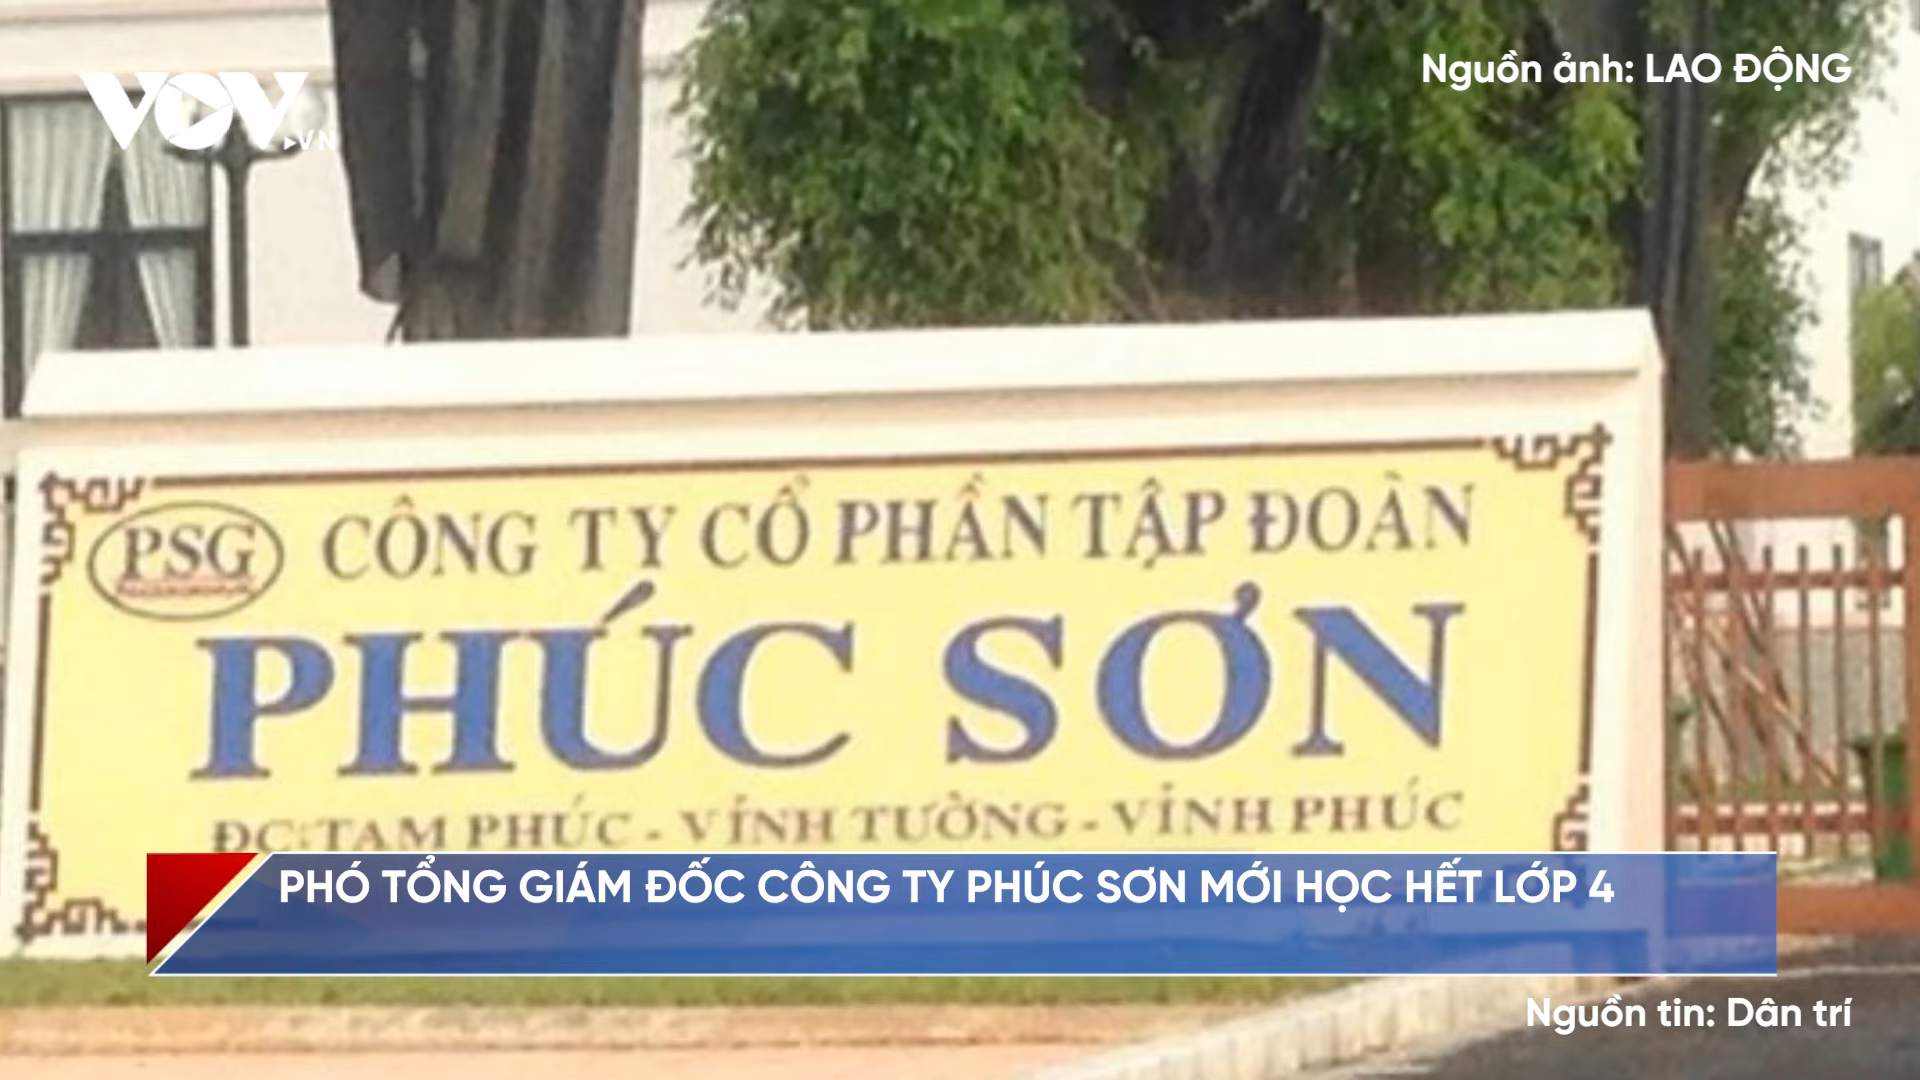 VOV.VN
Nguồn ảnh: LAO ĐỘNG
PSG
CÔNG TY CỔ PHẦN TẬP ĐOÀN
PHÚC SƠN
ĐC:TAM PHÚC - VĨNH TƯỜNG - VĨNH PHÚC
PHÓ TỔNG GIÁM ĐỐC CÔNG TY PHÚC SƠN MỚI HỌC HẾT LỚP 4
Nguồn tin: Dân trí